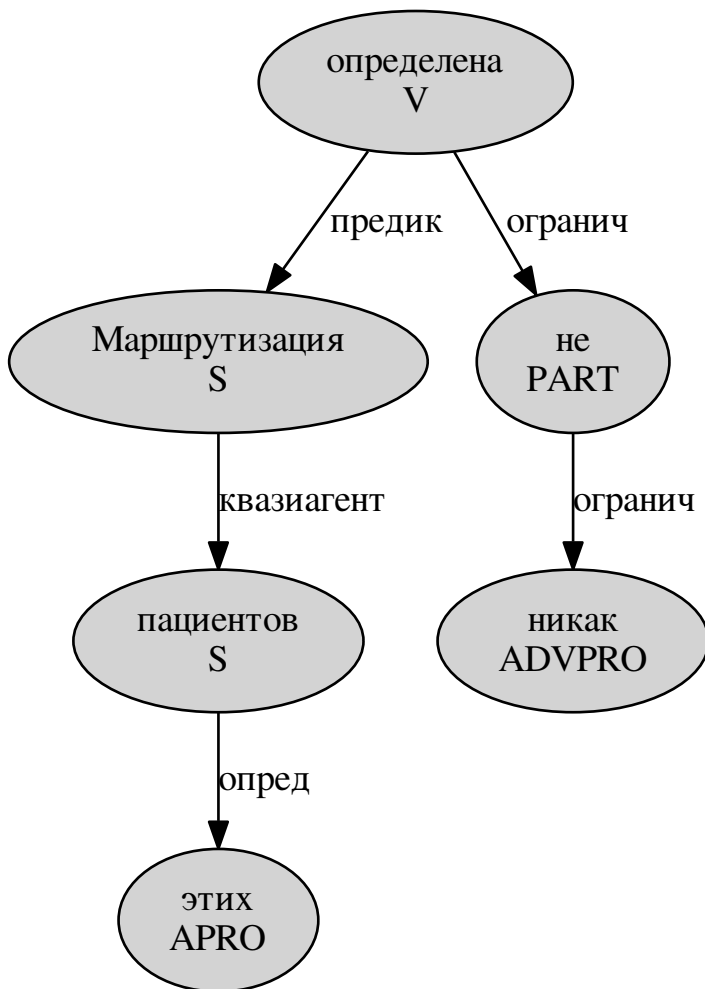 определена
V
предик
огранич
Маршрутизация
S
не
PART
квазиагент
огранич
пациентов
S
никак
ADVPRO
опред
этих
APRO